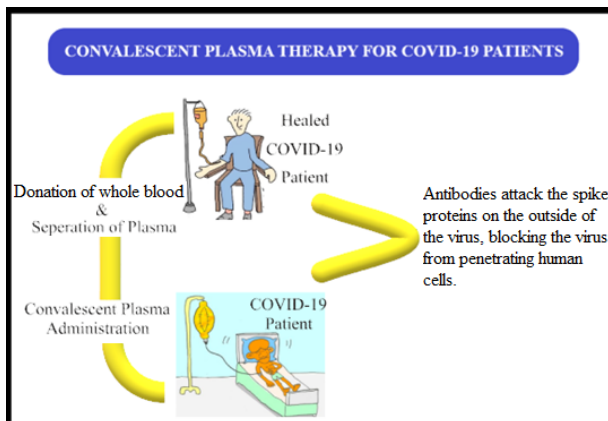 CONVALESCENT PLASMA THERAPY FOR COVID-19 PATIENTS
Healed
COVID-19
Patient
Donation of whole blood
&
Seperation of Plasma
Antibodies attack the spike
proteins on the outside of
the virus, blocking the virus
from penetrating human
cells.
Convalescent Plasma
Administration
COVID-19
Patient